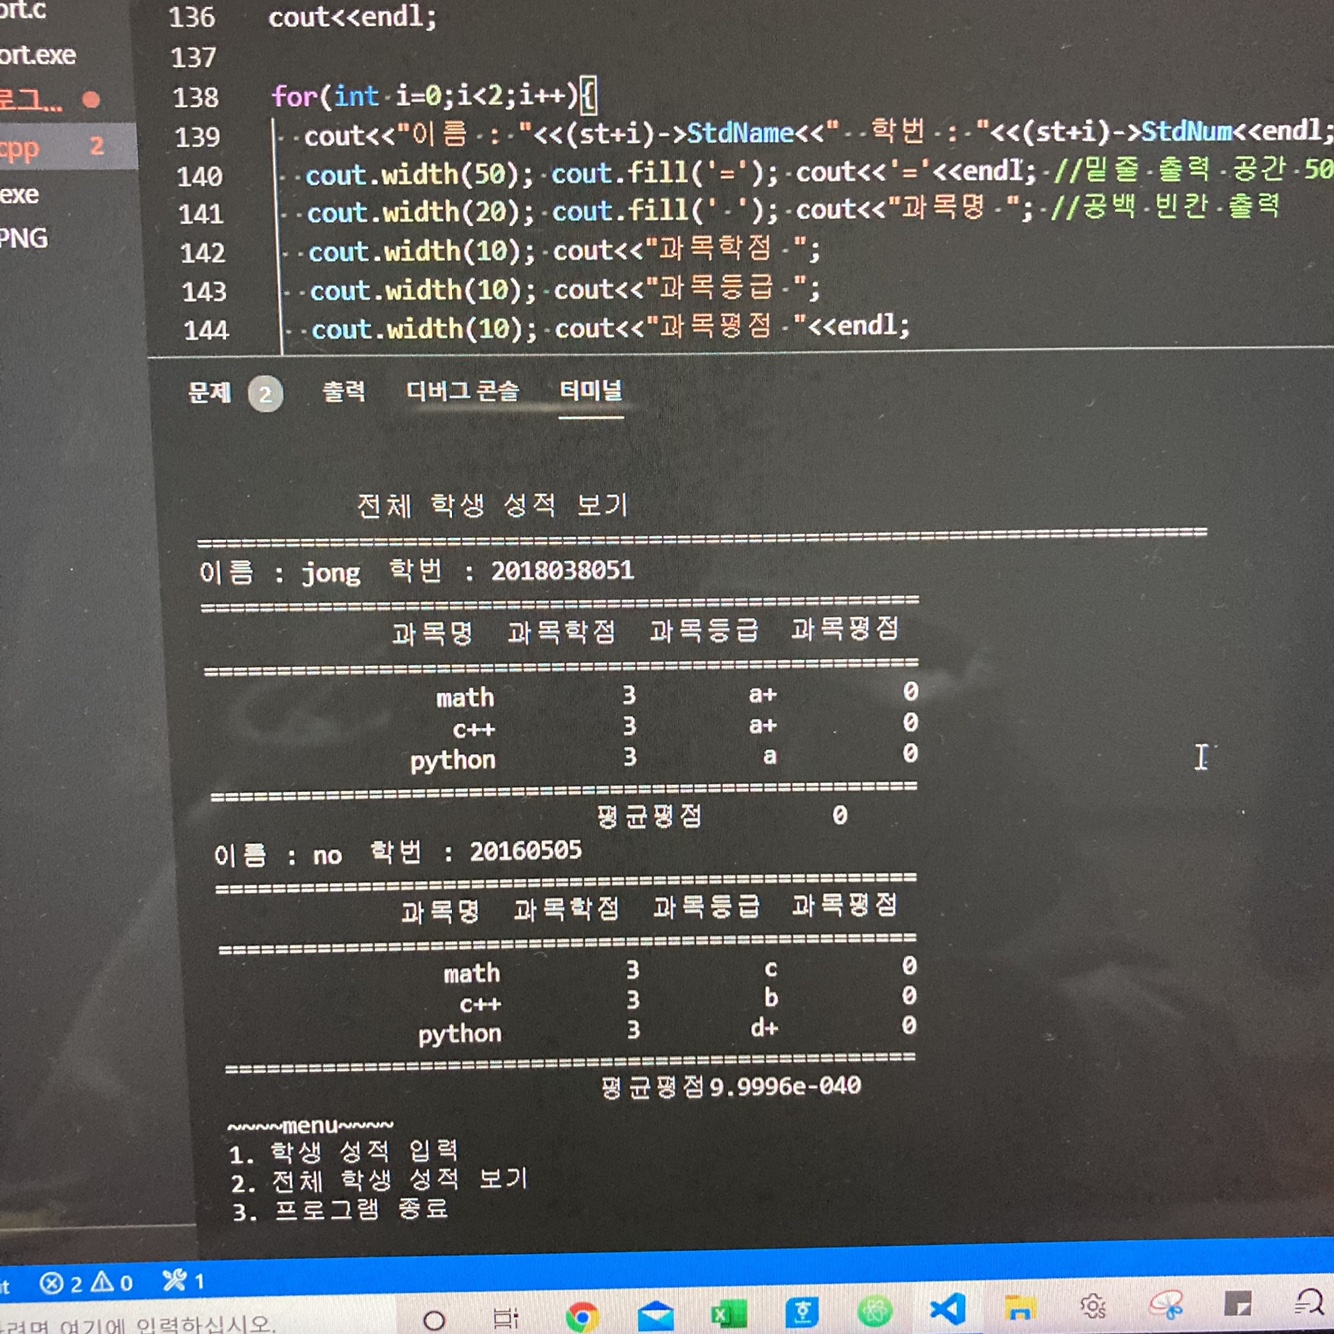 ort.c
ort.exe
로그...
cpp 2
exe
PNG
136 cout<<endl;
137
138 for(int i=0;i<2;i++){
139 cout<<"이름 : "<<(st+i)->StdName<<" 학번 : "<<(st+i)->StdNum<<endl;
140 cout.width(50); cout.fill('='); cout<<'='<<endl; //밑줄 출력 공간 50
141 cout.width(20); cout.fill(' '); cout<<"과목명 "; //공백 빈칸 출력
142 cout.width(10); cout<<"과목학점 ";
143 cout.width(10); cout<<"과목등급 ";
144 cout.width(10); cout<<"과목평점 "<<endl;
문제 2 출력 디버그 콘솔 터미널
전체 학생 성적 보기
======================================================================
이름 : jong 학번 : 2018038051
==================================================
과목명 과목학점 과목등급 과목평점
==================================================
math 3 a+ 0
c++ 3 a+ 0
python 3 a 0
==================================================
평균평점 0
이름 : no 학번 : 20160505
==================================================
과목명 과목학점 과목등급 과목평점
==================================================
math 3 c 0
c++ 3 b 0
python 3 d+ 0
==================================================
평균평점9.9996e-040
~~~~menu~~~~
1. 학생 성적 입력
2. 전체 학생 성적 보기
3. 프로그램 종료
2 0 1
려면 여기에 입력하십시오.